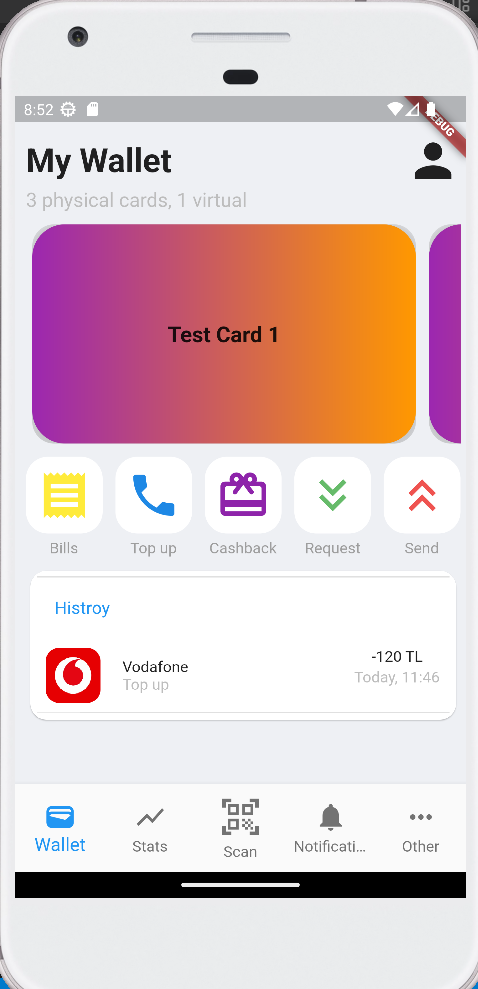 8:52
DEBUG
My Wallet
3 physical cards, 1 virtual
Test Card 1
Bills
Top up
Cashback
Request
Send
Histroy
Vodafone
-120 TL
Top up
Today, 11:46
Wallet
Stats
Scan
Notificati...
Other